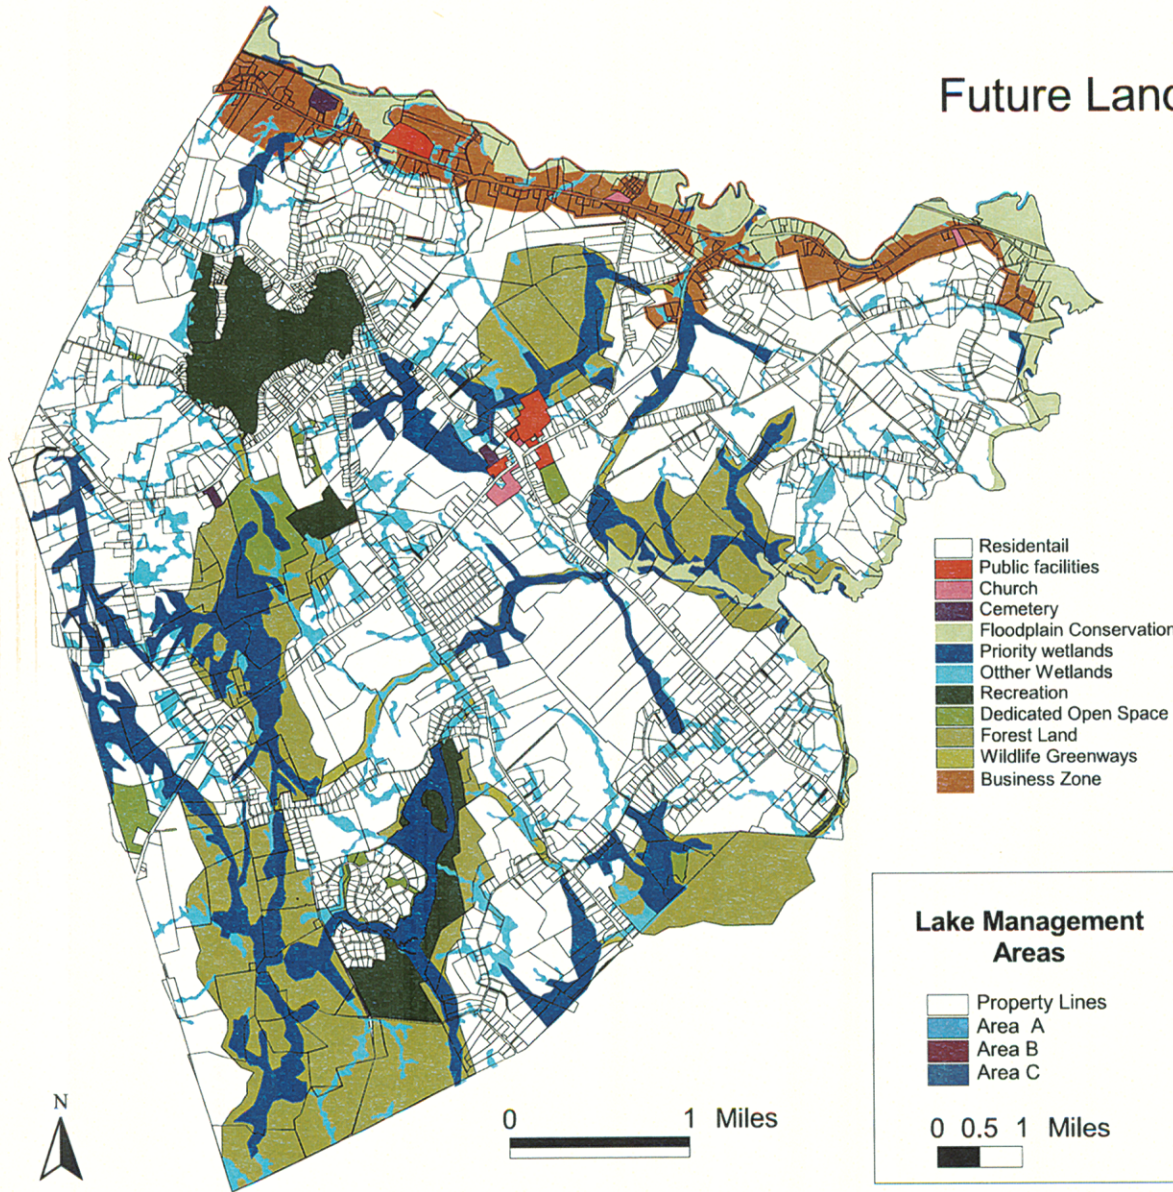 Future Land
Residentail
Public facilities
Church
Cemetery
Floodplain Conservation
Priority wetlands
Otther Wetlands
Recreation
Dedicated Open Space
Forest Land
Wildlife Greenways
Business Zone
Lake Management
Areas
Property Lines
Area A
Area B
Area C
0 0.5 1 Miles
N
0 1 Miles